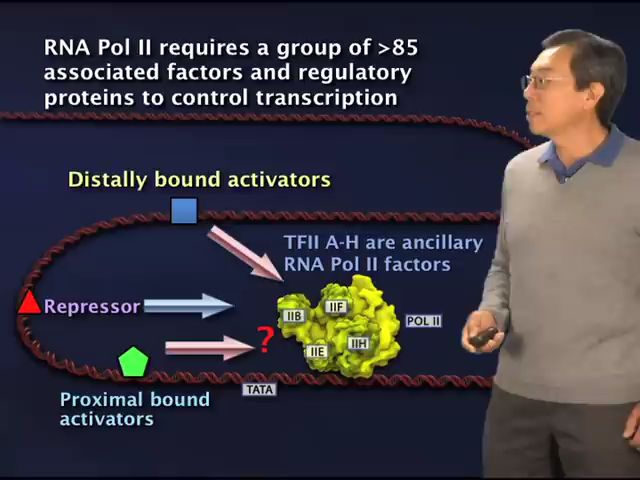 RNA Pol II requires a group of >85
associated factors and regulatory
proteins to control transcription
Distally bound activators
TFII A-H are ancillary
RNA Pol II factors
Repressor
IIB
IIF
POL II
?
IIE
IIH
TATA
Proximal bound
activators